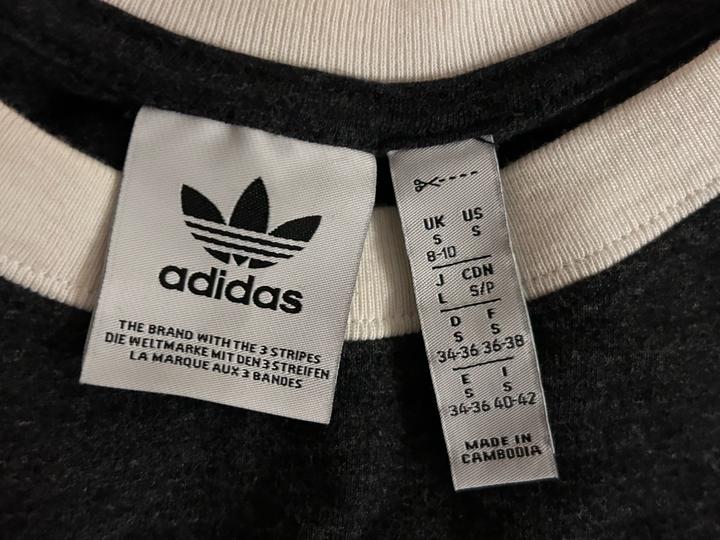 adidas
THE BRAND WITH THE 3 STRIPES
DIE WELTMARKE MIT DEN 3 STREIFEN
LA MARQUE AUX 3 BANDES
UK US
S S
8-10
J CDN
L S/P
D F
S S
34-36 36-38
E I
S S
34-36 40-42
MADE IN
CAMBODIA